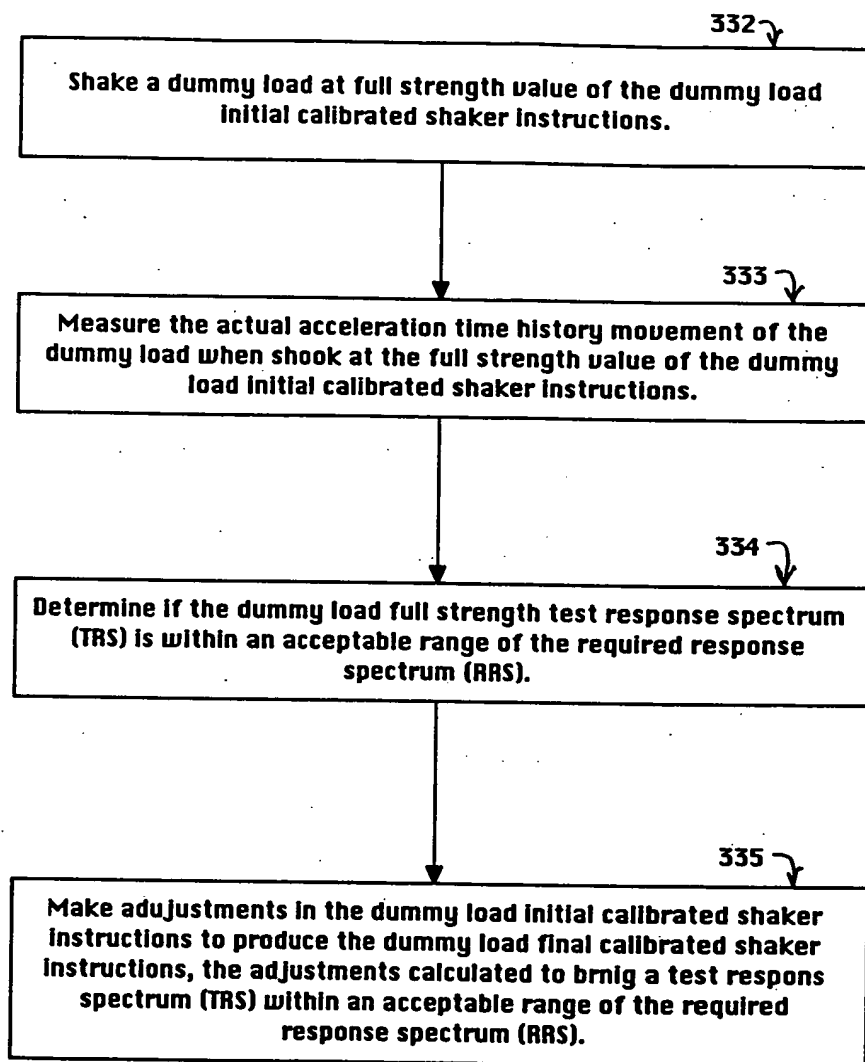 332
Shake a dummy load at full strength value of the dummy load
initial calibrated shaker instructions.
333
Measure the actual acceleration time history movement of the
dummy load when shook at the full strength value of the dummy
load initial calibrated shaker instructions.
334
Determine if the dummy load full strength test response spectrum
(TRS) is within an acceptable range of the required response
spectrum (RRS).
335
Make adujustments in the dummy load initial calibrated shaker
instructions to produce the dummy load final calibrated shaker
instructions, the adjustments calculated to brnig a test respons
spectrum (TRS) within an acceptable range of the required
response spectrum (RRS).